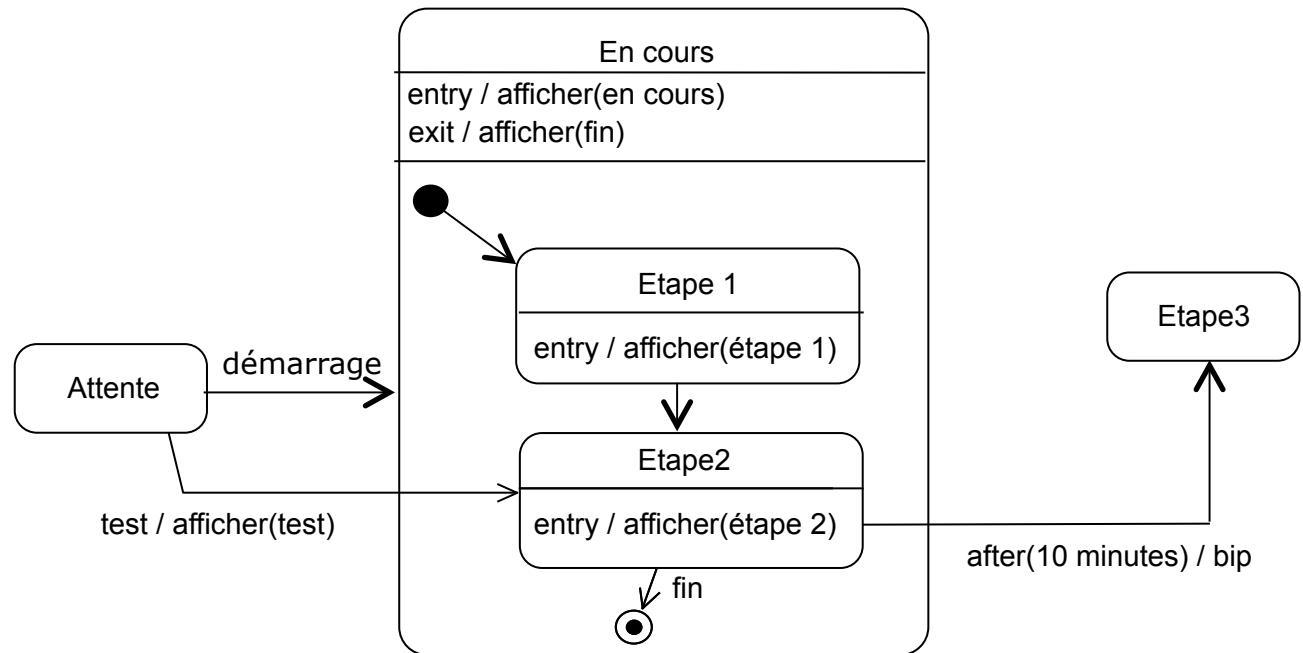 En cours
entry / afficher(en cours)
exit / afficher(fin)
Etape 1
entry / afficher(étape 1)
Etape3
démarrage
Attente
Etape2
entry / afficher(étape 2)
test / afficher(test)
after(10 minutes) / bip
fin